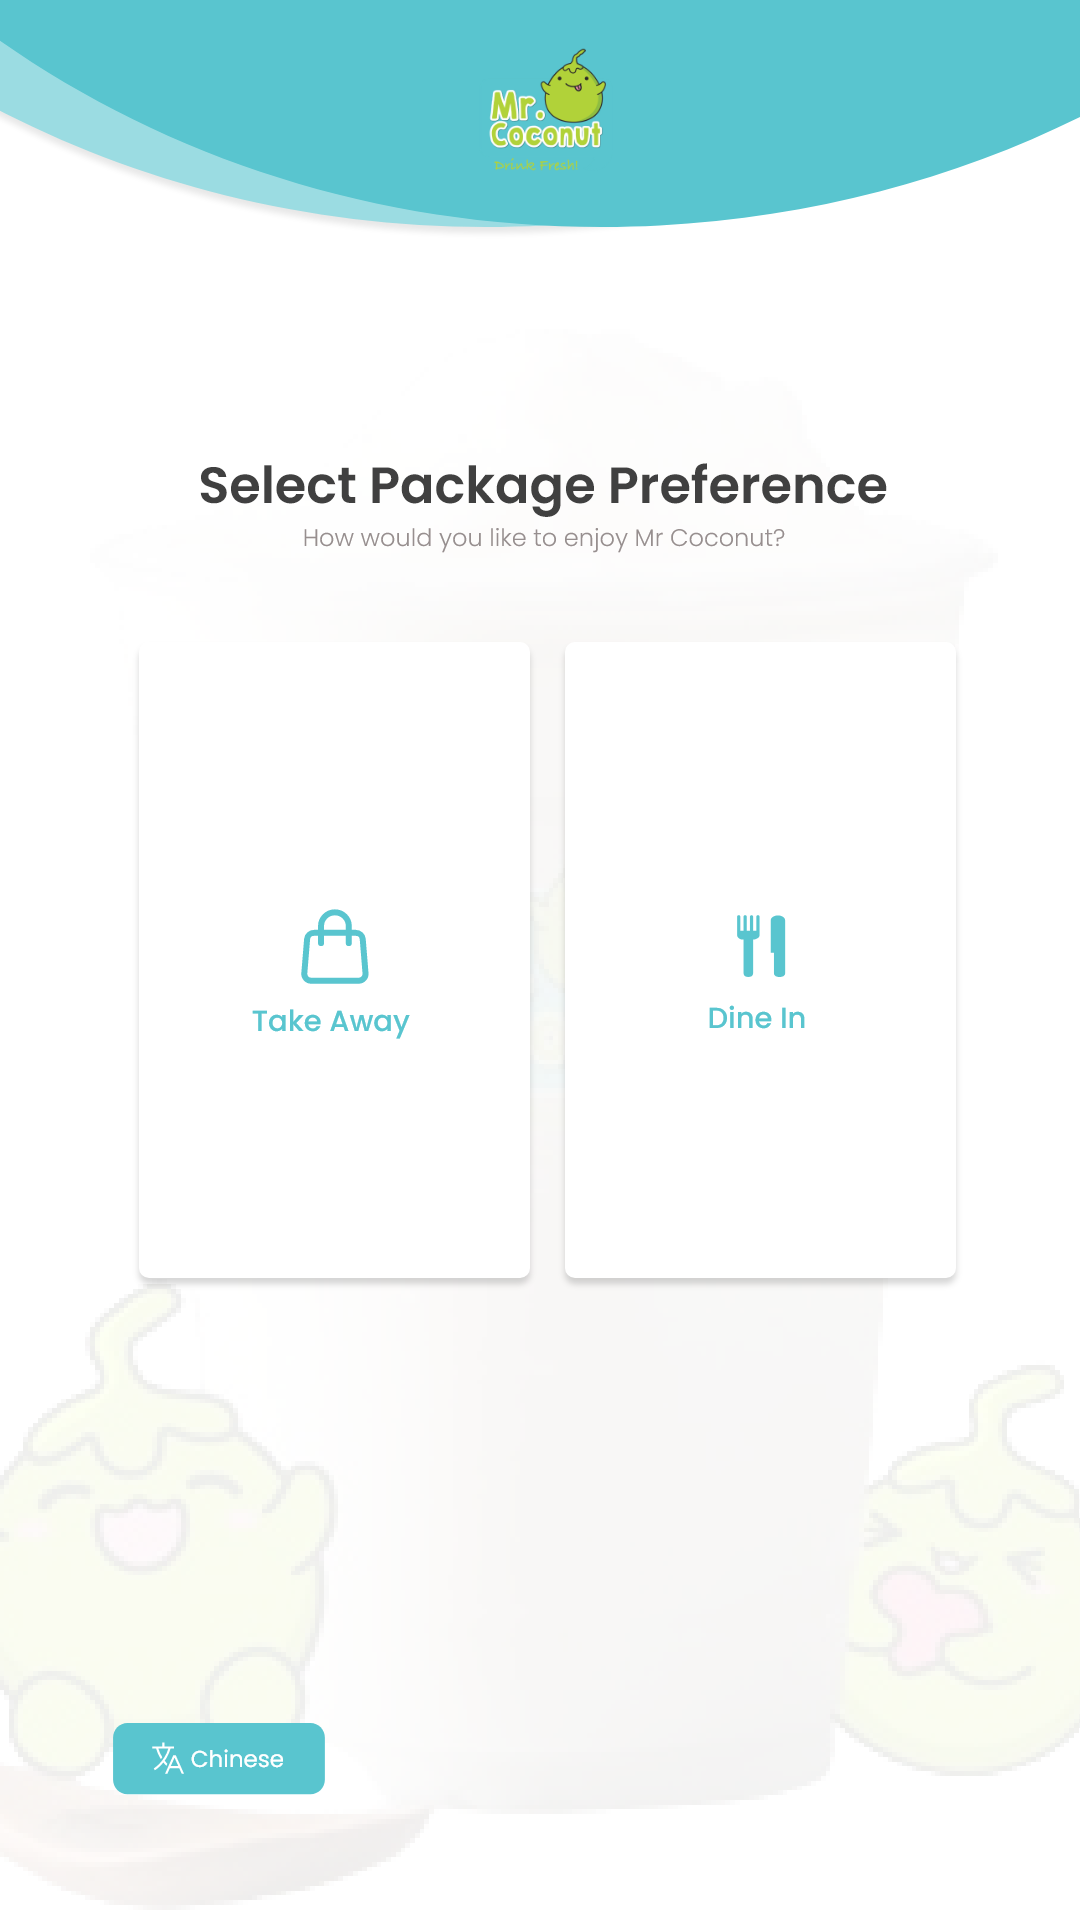 Mr.
Coconut
Drink Fresh!
Select Package Preference
How would you like to enjoy Mr Coconut?
Take Away
Dine In
Chinese